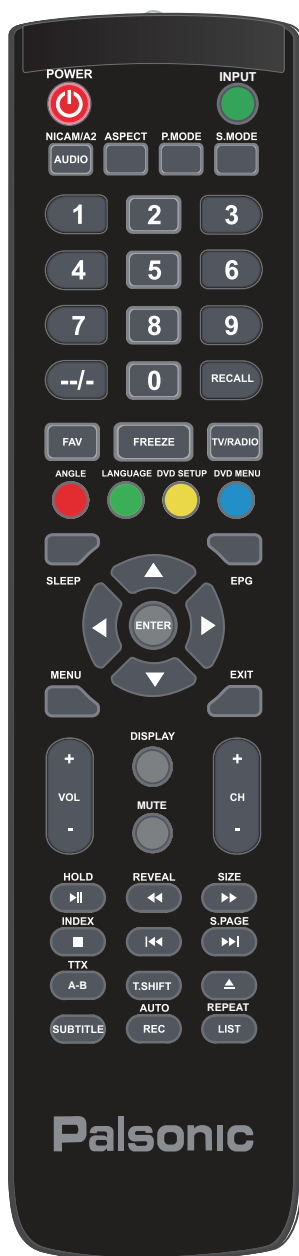 POWER INPUT
NICAM/A2 ASPECT P.MODE S.MODE
AUDIO
1 2 3
4 5 6
7 8 9
--/- 0 RECALL
FAV FREEZE TV/RADIO
ANGLE LANGUAGE DVD SETUP DVD MENU
SLEEP EPG
ENTER
MENU EXIT
DISPLAY
+ +
VOL CH
MUTE
- -
HOLD REVEAL SIZE
INDEX S.PAGE
TTX
A-B T.SHIFT
AUTO REPEAT
SUBTITLE REC LIST
Palsonic